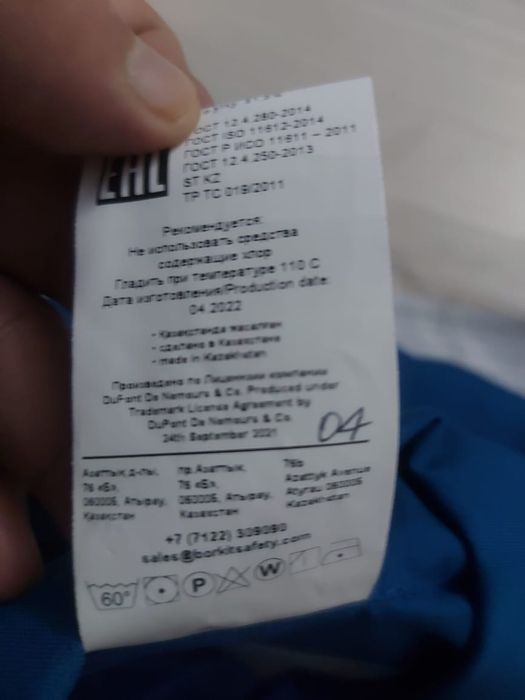 ГОСТ 12.4.280-2014
ГОСТ ISO 11612-2014
ГОСТ Р ИСО 11611 – 2011
ГОСТ 12.4.250-2013
ST KZ
ТР ТС 019/2011
EAC
Рекомендуется:
Не использовать средства
содержащие хлор
Гладить при температуре 110 С
Дата изготовления/Production date:
04.2022
- Казакстанда жасалган
- сделано в Казахстане
- made in Kazakhstan
Произведено по Лицензии компании
DuPont De Nemours & Co. Produced under
Trademark License Agreement by
DuPont De Nemours & Co.
24th September 2021
04
Азаттык д-лы,
76 «Б»,
060005, Атырау,
Казакстан
пр.Азаттык,
76 «Б»,
060005, Атырау,
Казахстан
76b
Azattyk Avenue
Atyrau 060005
Kazakhstan
+7 (7122) 309090
sales@borkitsafety.com
60° P W